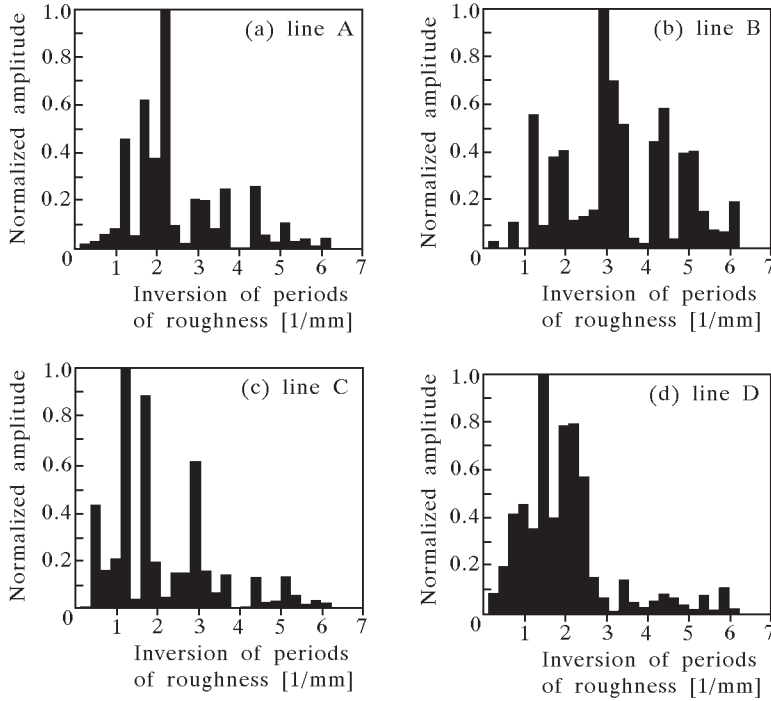 (a) line A
Normalized amplitude
1.0
0.8
0.6
0.4
0.2
0
1 2 3 4 5 6 7
Inversion of periods
of roughness [1/mm]
(b) line B
Normalized amplitude
1.0
0.8
0.6
0.4
0.2
0
1 2 3 4 5 6 7
Inversion of periods
of roughness [1/mm]
(c) line C
Normalized amplitude
1.0
0.8
0.6
0.4
0.2
0
1 2 3 4 5 6 7
Inversion of periods
of roughness [1/mm]
(d) line D
Normalized amplitude
1.0
0.8
0.6
0.4
0.2
0
1 2 3 4 5 6 7
Inversion of periods
of roughness [1/mm]